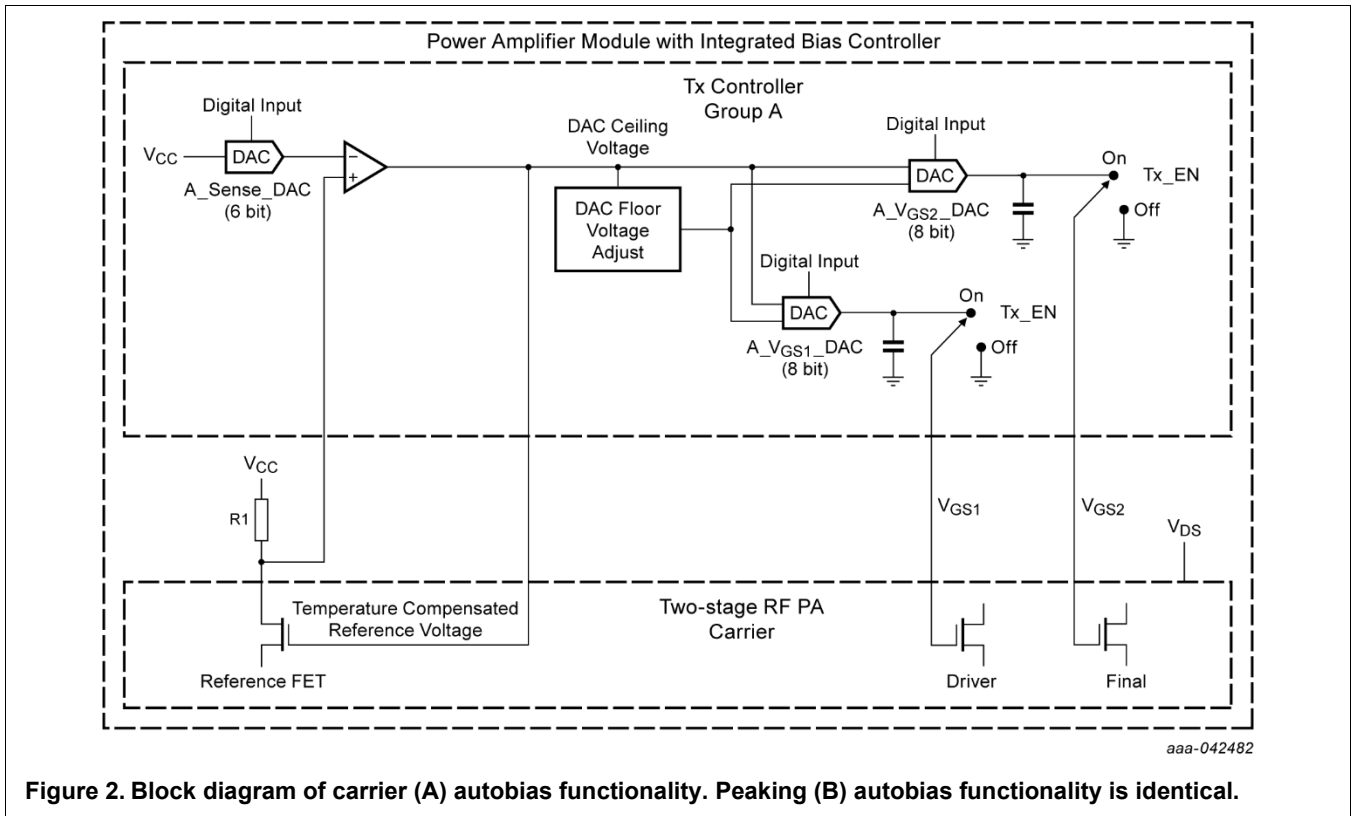 Power Amplifier Module with Integrated Bias Controller
Tx Controller
Group A
Digital Input
VCC
DAC
A_Sense_DAC
(6 bit)
−
+
DAC Ceiling
Voltage
DAC Floor
Voltage
Adjust
Digital Input
DAC
A_VGS2_DAC
(8 bit)
On
Tx_EN
Off
Digital Input
DAC
A_VGS1_DAC
(8 bit)
On
Tx_EN
Off
VCC
R1
VGS1
VGS2
VDS
Temperature Compensated
Reference Voltage
Reference FET
Two-stage RF PA
Carrier
Driver
Final
aaa-042482
Figure 2. Block diagram of carrier (A) autobias functionality. Peaking (B) autobias functionality is identical.